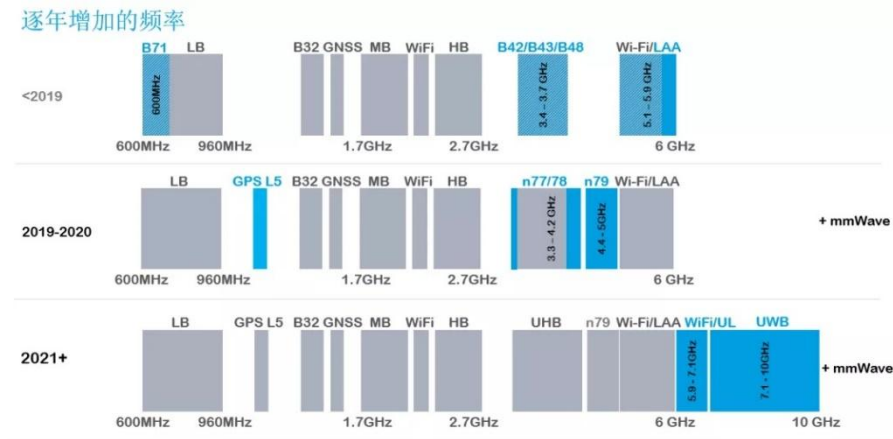 逐年增加的频率
B71 LB B32 GNSS MB WiFi HB B42/B43/B48 Wi-Fi/LAA
<2019
600MHz
3.4 – 3.7 GHz
5.1 – 5.9 GHz
600MHz 960MHz 1.7GHz 2.7GHz 6 GHz
LB GPS L5 B32 GNSS MB WiFi HB n77/78 n79 Wi-Fi/LAA
2019-2020
3.3 – 4.2 GHz
4.4 - 5GHz
+ mmWave
600MHz 960MHz 1.7GHz 2.7GHz 6 GHz
LB GPS L5 B32 GNSS MB WiFi HB UHB n79 Wi-Fi/LAA WiFi/UL UWB
2021+
5.9 - 7.1GHz
7.1 - 10GHz
+ mmWave
600MHz 960MHz 1.7GHz 2.7GHz 6 GHz 10 GHz